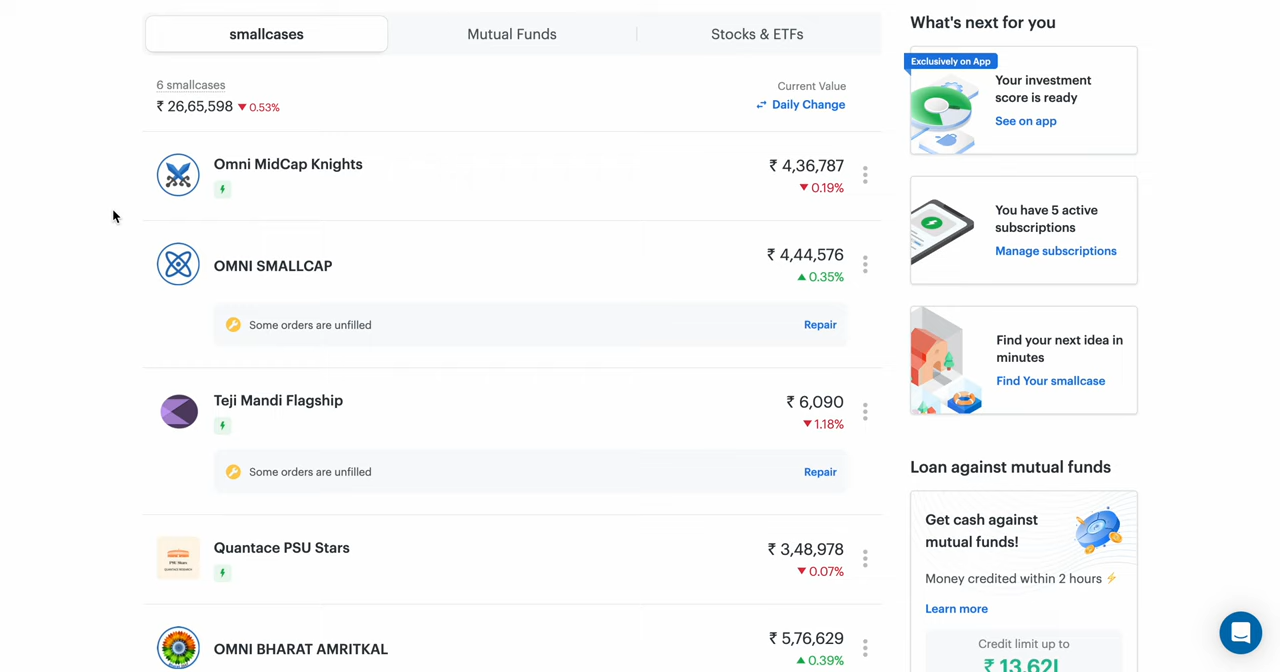 smallcases
Mutual Funds
Stocks & ETFs
6 smallcases
₹ 26,65,598 ▼ 0.53%
Current Value
Daily Change
Omni MidCap Knights
₹ 4,36,787
▼ 0.19%
OMNI SMALLCAP
₹ 4,44,576
▲ 0.35%
Some orders are unfilled
Repair
Teji Mandi Flagship
₹ 6,090
▼ 1.18%
Some orders are unfilled
Repair
Quantace PSU Stars
₹ 3,48,978
▼ 0.07%
OMNI BHARAT AMRITKAL
₹ 5,76,629
▲ 0.39%
What's next for you
Exclusively on App
Your investment
score is ready
See on app
You have 5 active
subscriptions
Manage subscriptions
Find your next idea in
minutes
Find Your smallcase
Loan against mutual funds
Get cash against
mutual funds!
Money credited within 2 hours ⚡
Learn more
Credit limit up to
₹ 13.62L